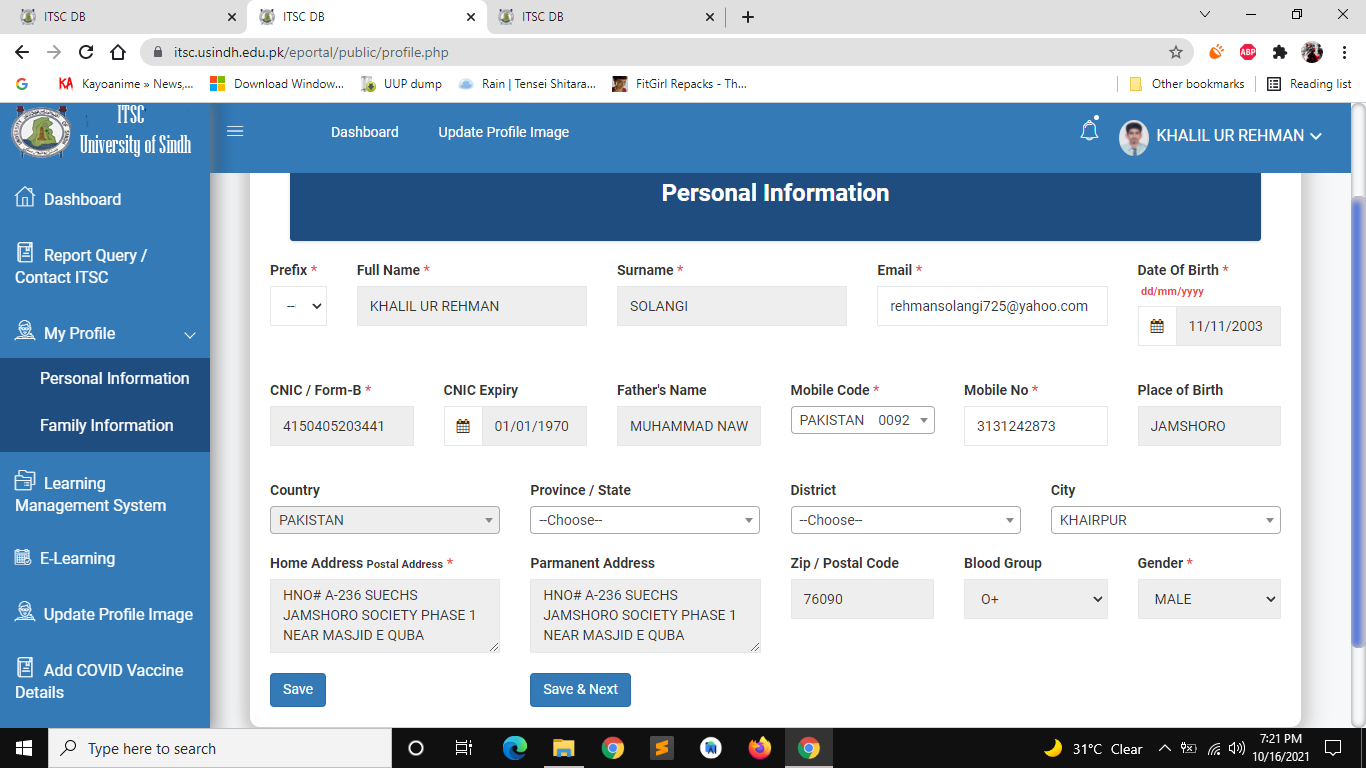 ITSC DB
ITSC DB
ITSC DB
itsc.usindh.edu.pk/eportal/public/profile.php
ABP
G
KA Kayoanime » News,...
Download Window...
UUP dump
Rain | Tensei Shitara...
FitGirl Repacks - Th...
Other bookmarks
Reading list
ITSC
University of Sindh
Dashboard
Update Profile Image
KHALIL UR REHMAN
Dashboard
Report Query /
Contact ITSC
My Profile
Personal Information
Family Information
Learning
Management System
E-Learning
Update Profile Image
Add COVID Vaccine
Details
Personal Information
Prefix *
Full Name *
Surname *
Email *
Date Of Birth *
dd/mm/yyyy
--
KHALIL UR REHMAN
SOLANGI
rehmansolangi725@yahoo.com
11/11/2003
CNIC / Form-B *
CNIC Expiry
Father's Name
Mobile Code *
Mobile No *
Place of Birth
4150405203441
01/01/1970
MUHAMMAD NAW
PAKISTAN 0092
3131242873
JAMSHORO
Country
Province / State
District
City
PAKISTAN
--Choose--
--Choose--
KHAIRPUR
Home Address Postal Address *
Parmanent Address
Zip / Postal Code
Blood Group
Gender *
HNO# A-236 SUECHS
JAMSHORO SOCIETY PHASE 1
NEAR MASJID E QUBA
HNO# A-236 SUECHS
JAMSHORO SOCIETY PHASE 1
NEAR MASJID E QUBA
76090
O+
MALE
Save
Save & Next
Type here to search
31°C Clear
7:21 PM
10/16/2021